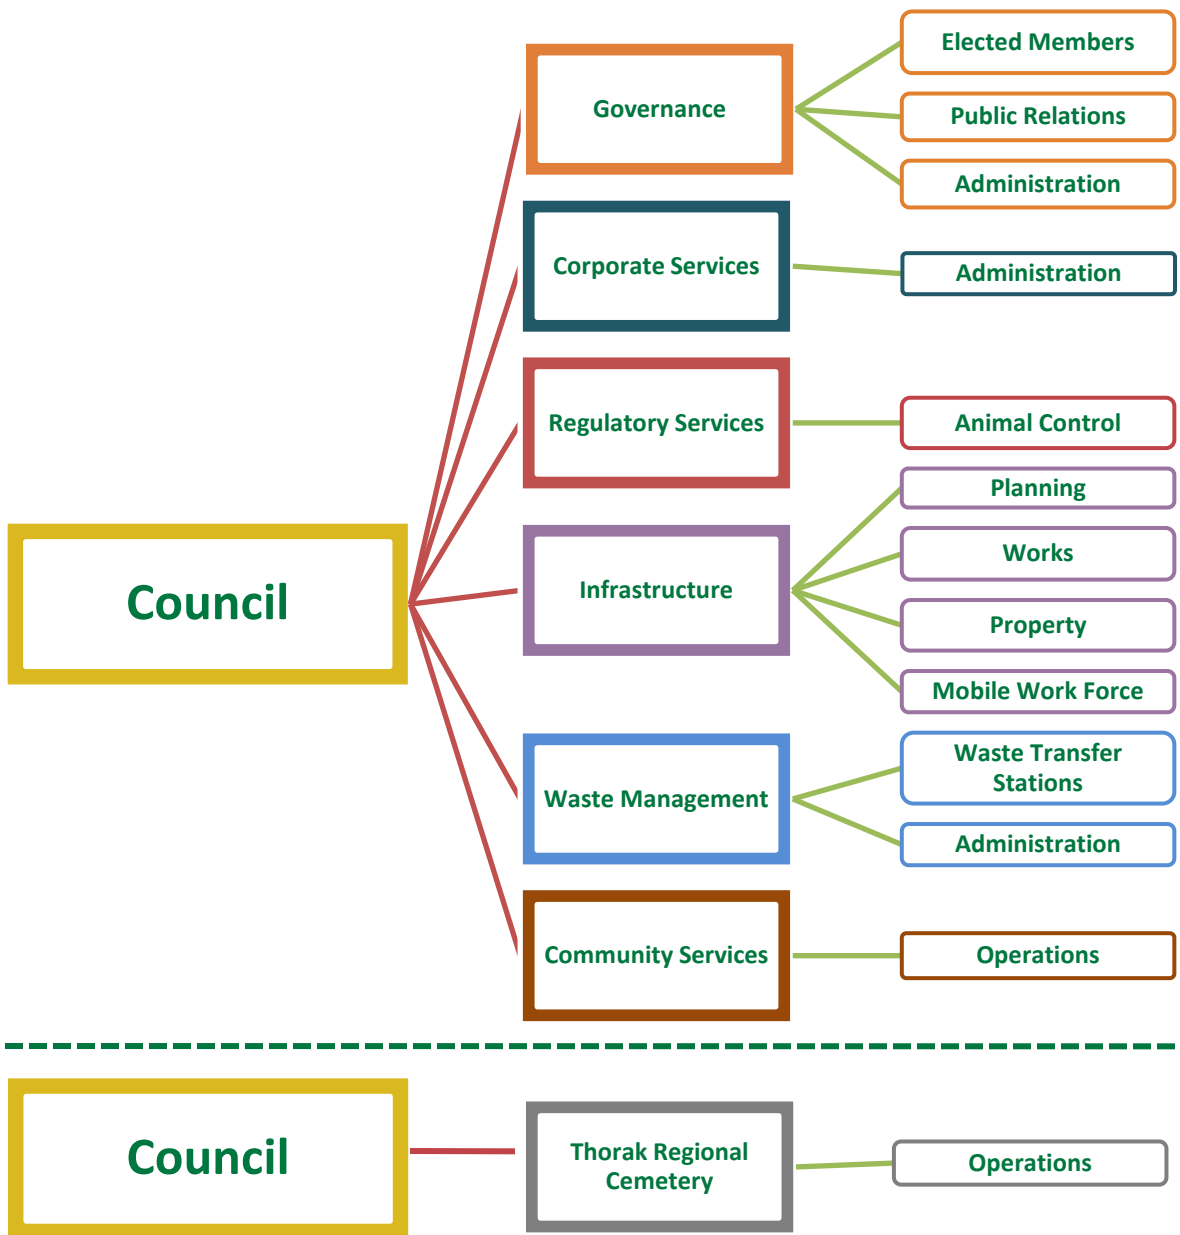 Council
Governance
Elected Members
Public Relations
Administration
Corporate Services
Administration
Regulatory Services
Animal Control
Infrastructure
Planning
Works
Property
Mobile Work Force
Waste Management
Waste Transfer
Stations
Administration
Community Services
Operations
Council
Thorak Regional
Cemetery
Operations